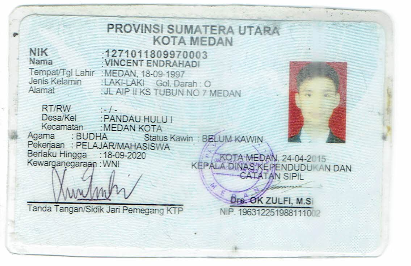 PROVINSI SUMATERA UTARA
KOTA MEDAN
NIK : 1271011809970003
Nama : VINCENT ENDRAHADI
Tempat/Tgl Lahir : MEDAN, 18-09-1997
Jenis Kelamin : LAKI-LAKI Gol. Darah : O
Alamat : JL AIP II KS TUBUN NO 7 MEDAN
RT/RW : -/-
Desa/Kel : PANDAU HULU I
Kecamatan : MEDAN KOTA
Agama : BUDHA Status Kawin : BELUM KAWIN
Pekerjaan : PELAJAR/MAHASISWA
Berlaku Hingga : 18-09-2020
Kewarganegaraan : WNI
KOTA MEDAN, 24-04-2015
KEPALA DINAS KEPENDUDUKAN DAN
CATATAN SIPIL
Drs. OK ZULFI, M.Si
NIP. 196312251988111002
Tanda Tangan/Sidik Jari Pemegang KTP